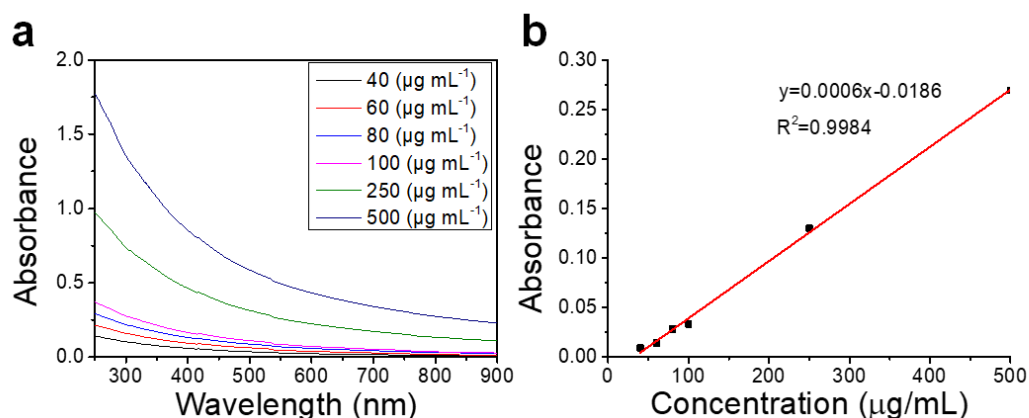 a
2.0
1.5
1.0
0.5
0.0
Absorbance
40 (µg mL⁻¹)
60 (µg mL⁻¹)
80 (µg mL⁻¹)
100 (µg mL⁻¹)
250 (µg mL⁻¹)
500 (µg mL⁻¹)
300 400 500 600 700 800 900
Wavelength (nm)
b
0.30
0.25
0.20
0.15
0.10
0.05
0.00
Absorbance
y=0.0006x-0.0186
R²=0.9984
0 100 200 300 400 500
Concentration (µg/mL)